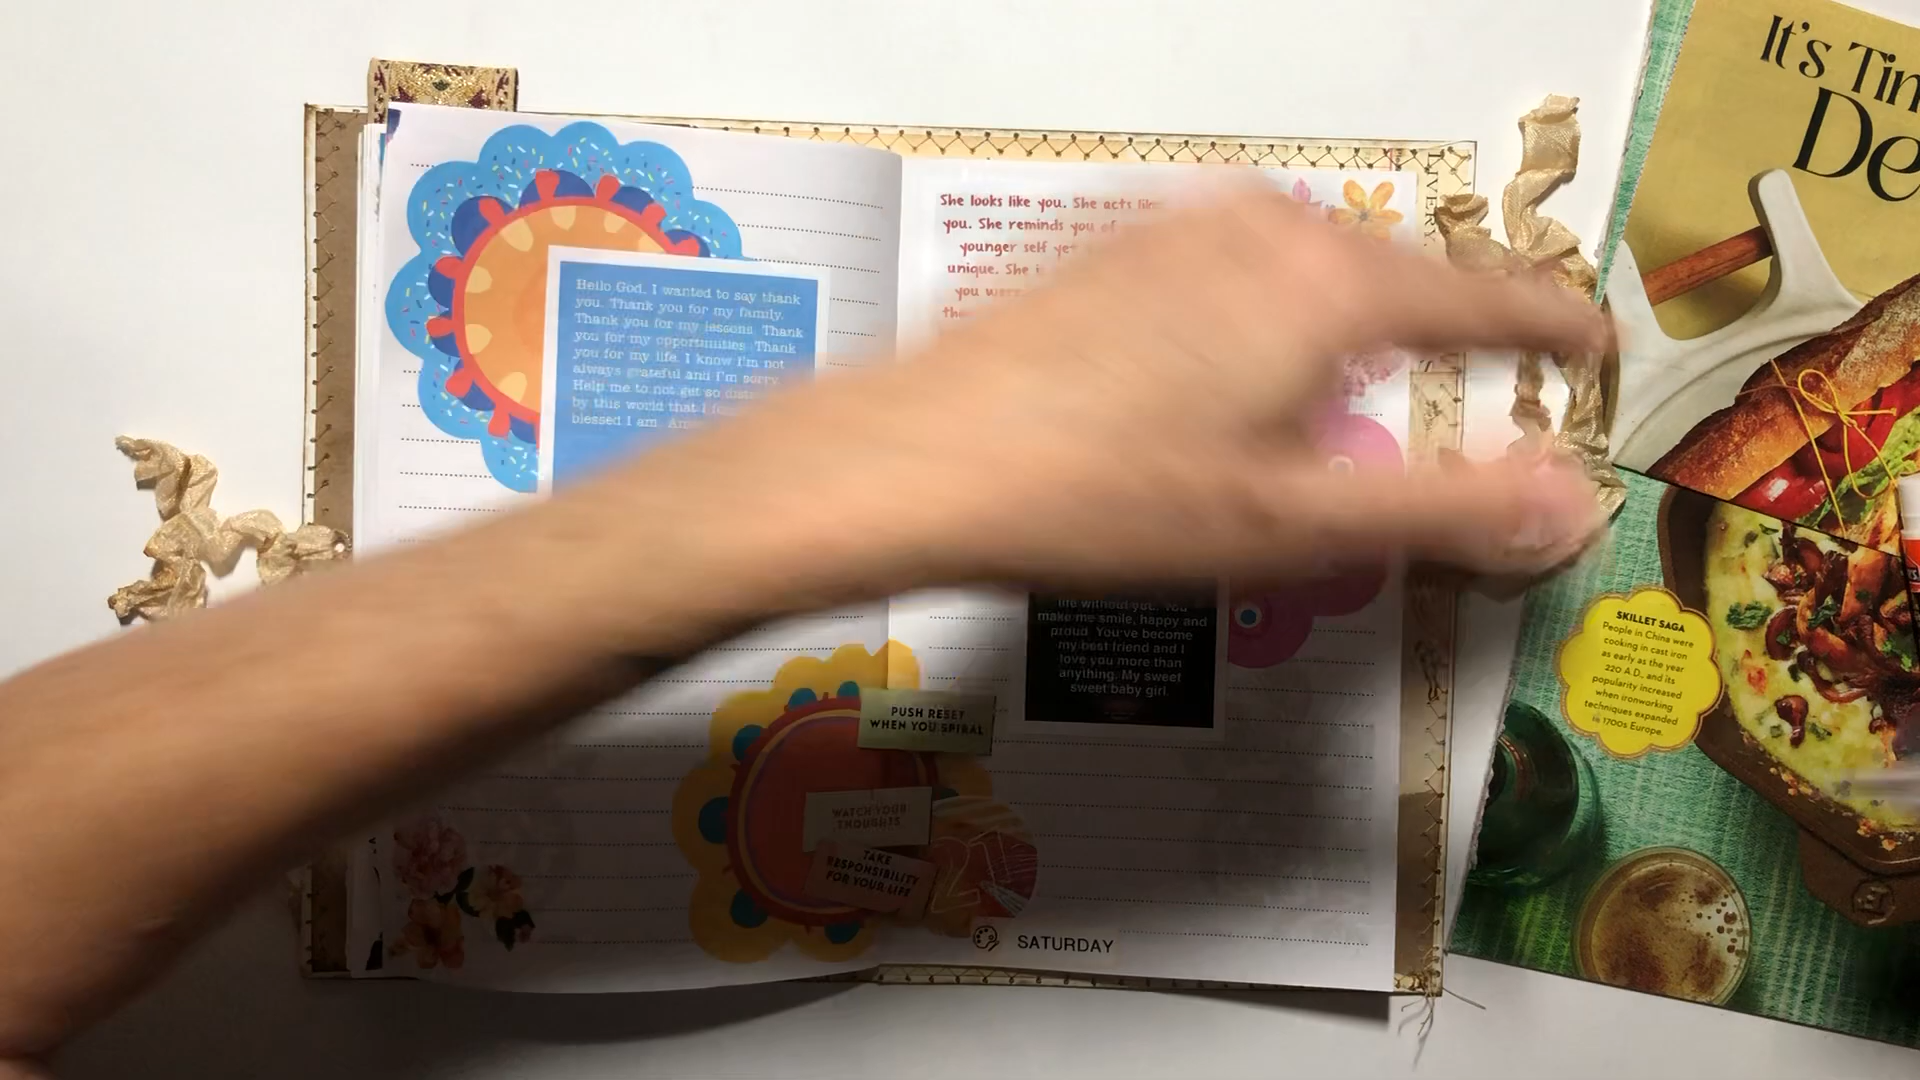 Hello God. I wanted to say thank
you. Thank you for my family.
Thank you for my lessons. Thank
you for my opportunities. Thank
you for my life. I know I'm not
always grateful and I'm sorry.
Help me to not get so
by this world that I
blessed I am.
She looks like you. She acts like
you. She reminds you of
younger self yet
unique. She is
you were
PUSH RESET
WHEN YOU SPIRAL
WATCH YOUR
THOUGHTS
TAKE
RESPONSIBILITY
FOR YOUR LIFE
21
life without you. You
make me smile, happy and
proud. You've become
my best friend and I
love you more than
anything. My sweet
sweet baby girl.
SATURDAY
LIVERY
It's
De
SKILLET SAGA
People in China were
cooking in cast iron
as early as the year
220 A.D., and its
popularity increased
when ironworking
techniques expanded
in 1700s Europe.